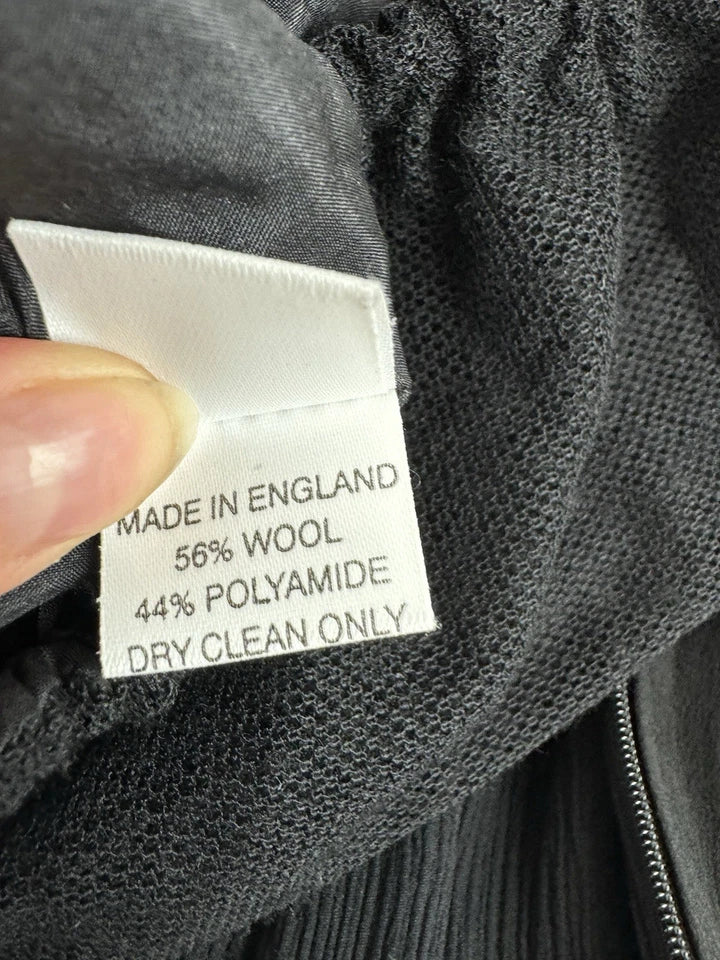 MADE IN ENGLAND
56% WOOL
44% POLYAMIDE
DRY CLEAN ONLY